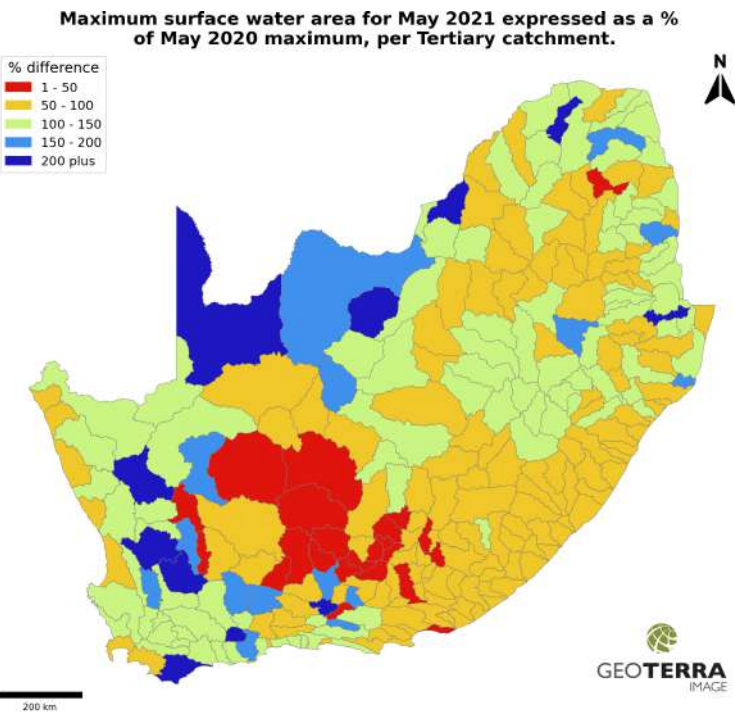 Maximum surface water area for May 2021 expressed as a %
of May 2020 maximum, per Tertiary catchment.
% difference
1 - 50
50 - 100
100 - 150
150 - 200
200 plus
N
GEOTERRA
IMAGE
200 km